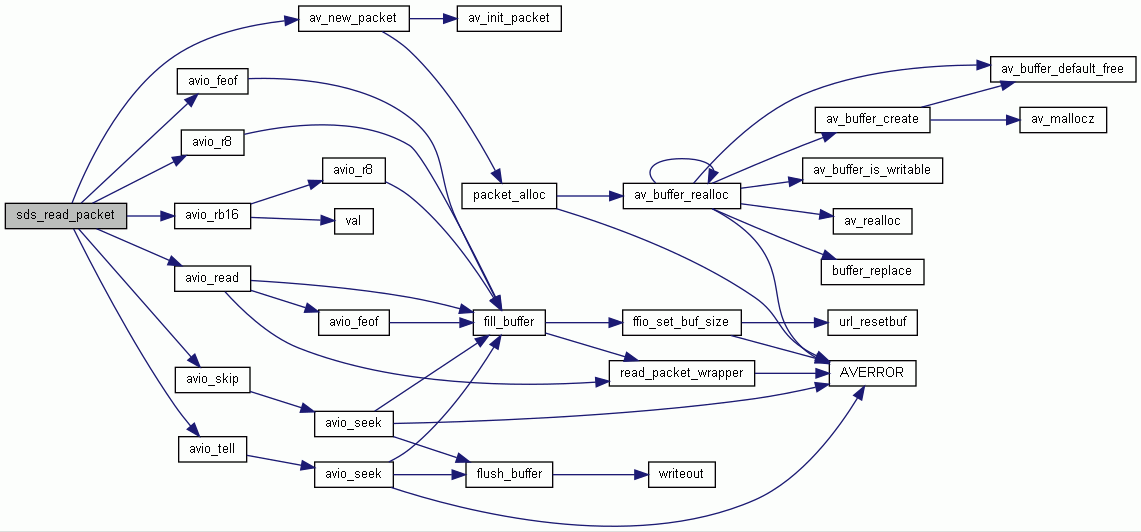 sds_read_packet
av_new_packet
avio_feof
avio_r8
avio_rb16
avio_read
avio_skip
avio_tell
av_init_packet
avio_r8
val
avio_feof
avio_seek
avio_seek
packet_alloc
fill_buffer
flush_buffer
av_buffer_realloc
ffio_set_buf_size
read_packet_wrapper
writeout
av_buffer_default_free
av_buffer_create
av_mallocz
av_buffer_is_writable
av_realloc
buffer_replace
url_resetbuf
AVERROR